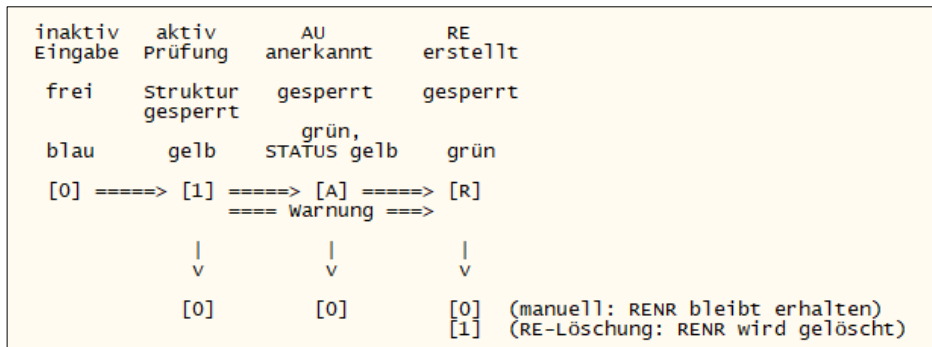 inaktiv aktiv AU RE
Eingabe Prüfung anerkannt erstellt
frei Struktur gesperrt gesperrt
gesperrt
grün,
blau gelb STATUS gelb grün
[0] =====> [1] =====> [A] =====> [R]
==== Warnung ===>
| | |
v v v
[0] [0] [0] (manuell: RENR bleibt erhalten)
[1] (RE-Löschung: RENR wird gelöscht)